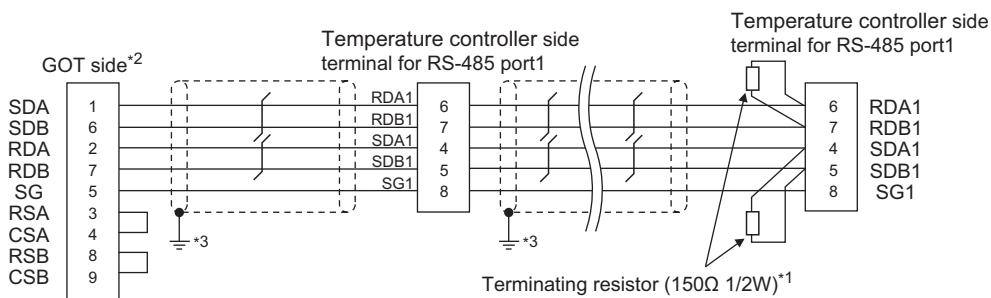 Temperature controller side
terminal for RS-485 port1
Temperature controller side
terminal for RS-485 port1
GOT side*2
SDA 1 RDA1 6 6 RDA1
SDB 6 RDB1 7 7 RDB1
RDA 2 SDA1 4 4 SDA1
RDB 7 SDB1 5 5 SDB1
SG 5 SG1 8 8 SG1
RSA 3
CSA 4
RSB 8
CSB 9
*3 *3
Terminating resistor (150Ω 1/2W)*1